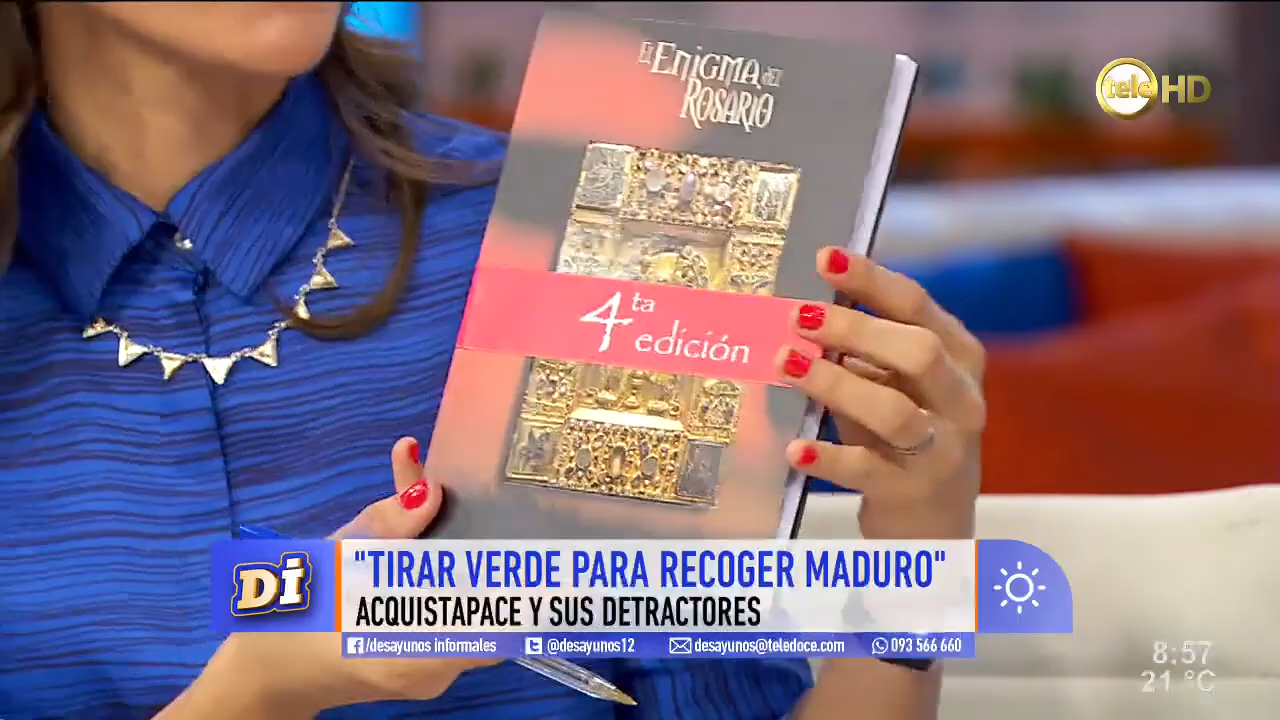 El Enigma del
Rosario
tele HD
4ta
edición
Di
"TIRAR VERDE PARA RECOGER MADURO"
ACQUISTAPACE Y SUS DETRACTORES
/desayunos informales @desayunos12 desayunos@teledoce.com 093 566 660
8:57
21 °C